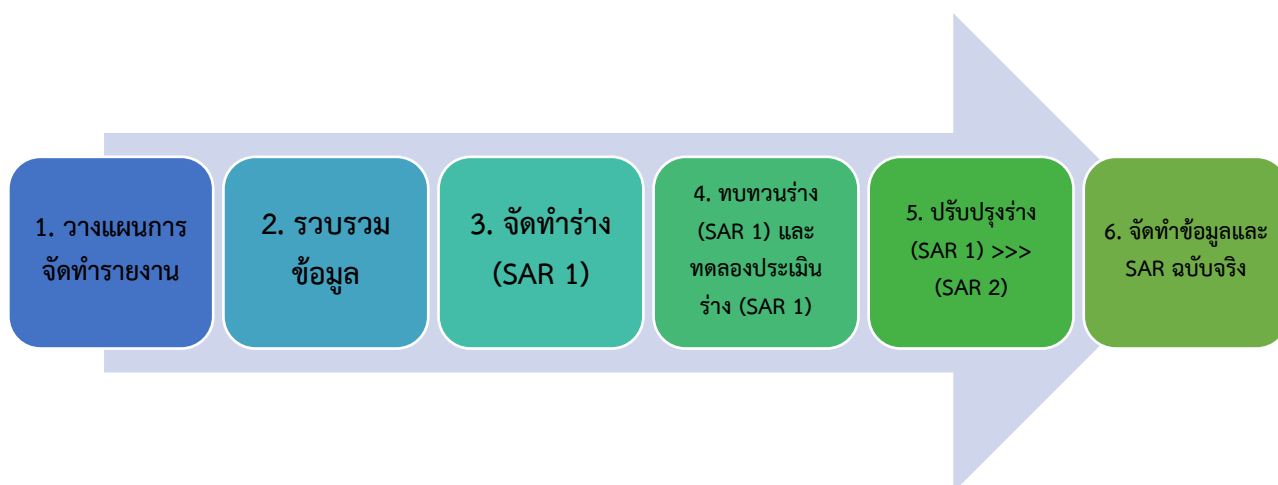 1. วางแผนการ
จัดทำรายงาน
2. รวบรวม
ข้อมูล
3. จัดทำร่าง
(SAR 1)
4. ทบทวนร่าง
(SAR 1) และ
ทดลองประเมิน
ร่าง (SAR 1)
5. ปรับปรุงร่าง
(SAR 1) >>>
(SAR 2)
6. จัดทำข้อมูลและ
SAR ฉบับจริง